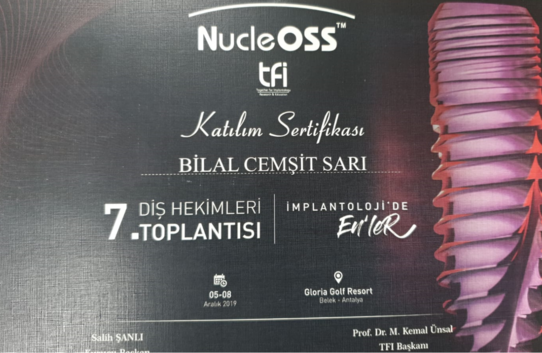 NucleOSS™
tfi
Katılım Sertifikası
BİLAL CEMŞİT SARI
7. DİŞ HEKİMLERİ
TOPLANTISI
İMPLANTOLOJİ'DE
En'leR
05-08
Aralık 2019
Gloria Golf Resort
Belek - Antalya
Salih ŞANLI
Prof. Dr. M. Kemal Ünsal
TFI Başkanı